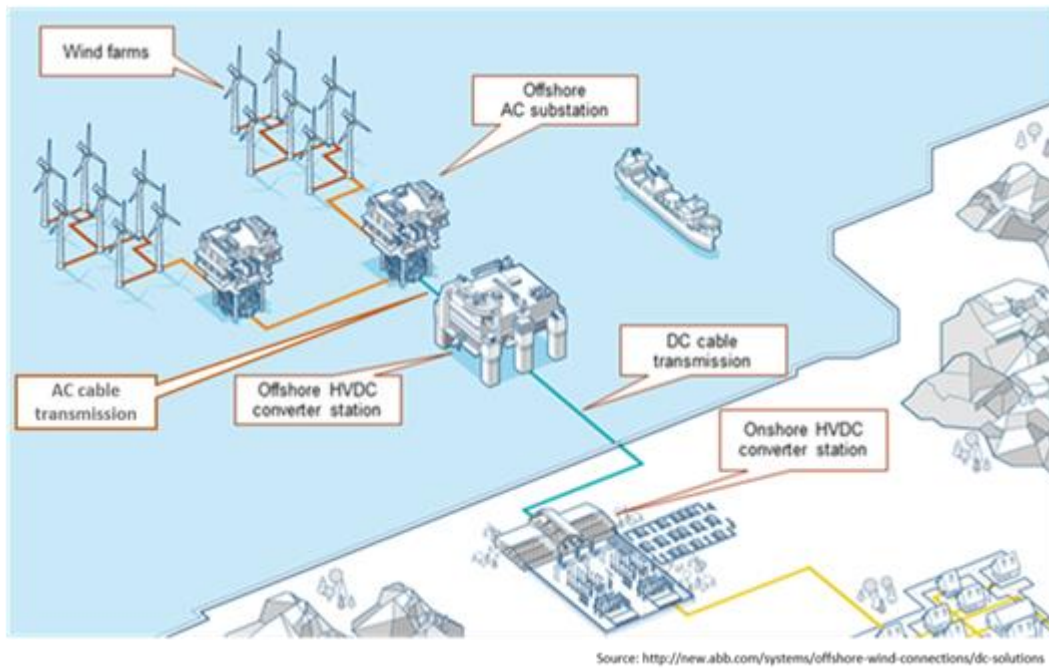 Wind farms
Offshore
AC substation
AC cable
transmission
Offshore HVDC
converter station
DC cable
transmission
Onshore HVDC
converter station
Source: http://new.abb.com/systems/offshore-wind-connections/dc-solutions